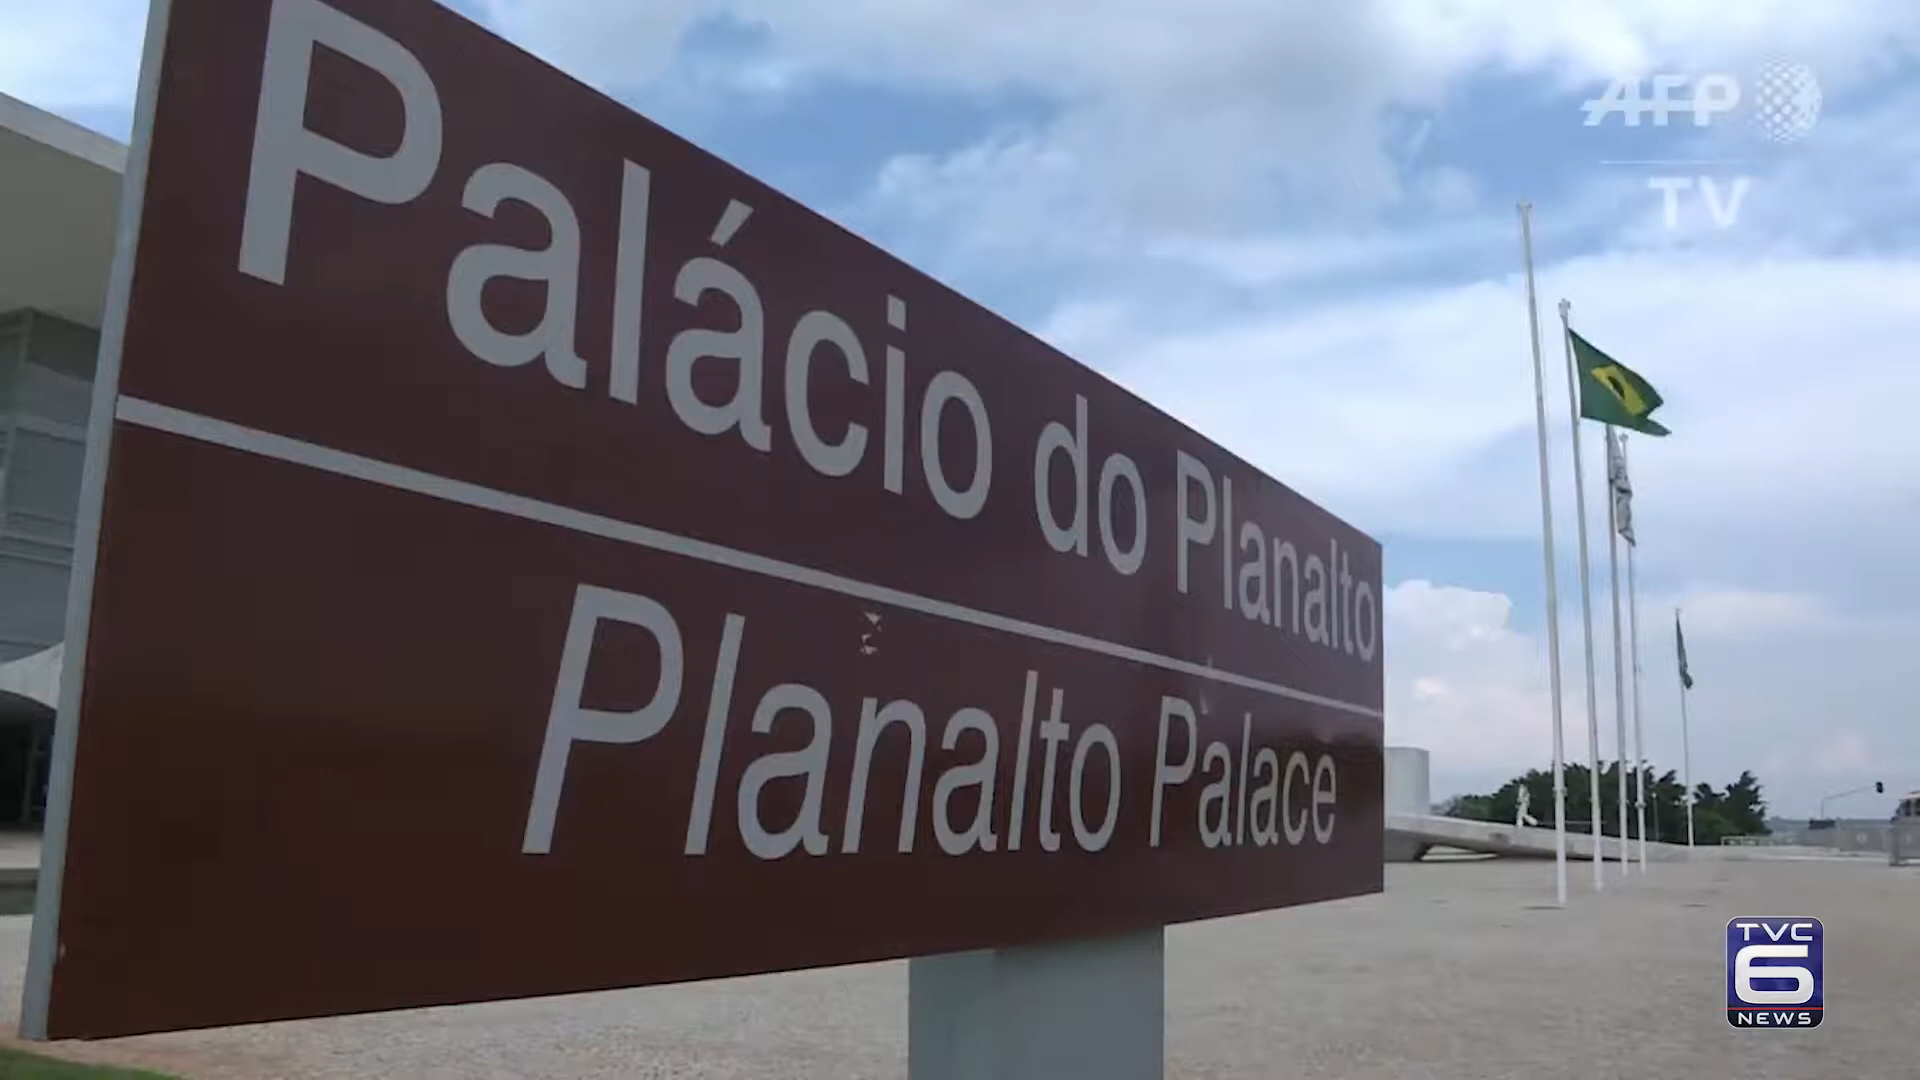 Palácio do Planalto
Planalto Palace
AFP
TV
TVC
6
NEWS